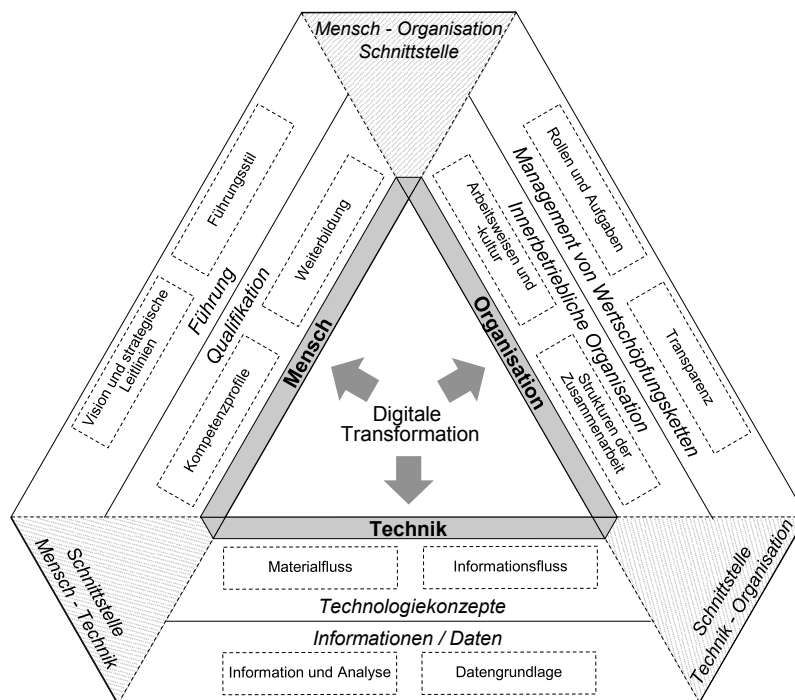 Mensch - Organisation
Schnittstelle
Führungsstil
Vision und strategische
Leitlinien
Führung
Qualifikation
Weiterbildung
Kompetenzprofile
Mensch
Rollen und Aufgaben
Transparenz
Management von Wertschöpfungsketten
Innerbetriebliche Organisation
Arbeitsweisen und
-kultur
Strukturen der
Zusammenarbeit
Organisation
Digitale
Transformation
Technik
Materialfluss
Informationsfluss
Technologiekonzepte
Informationen / Daten
Information und Analyse
Datengrundlage
Schnittstelle
Mensch - Technik
Schnittstelle
Technik - Organisation